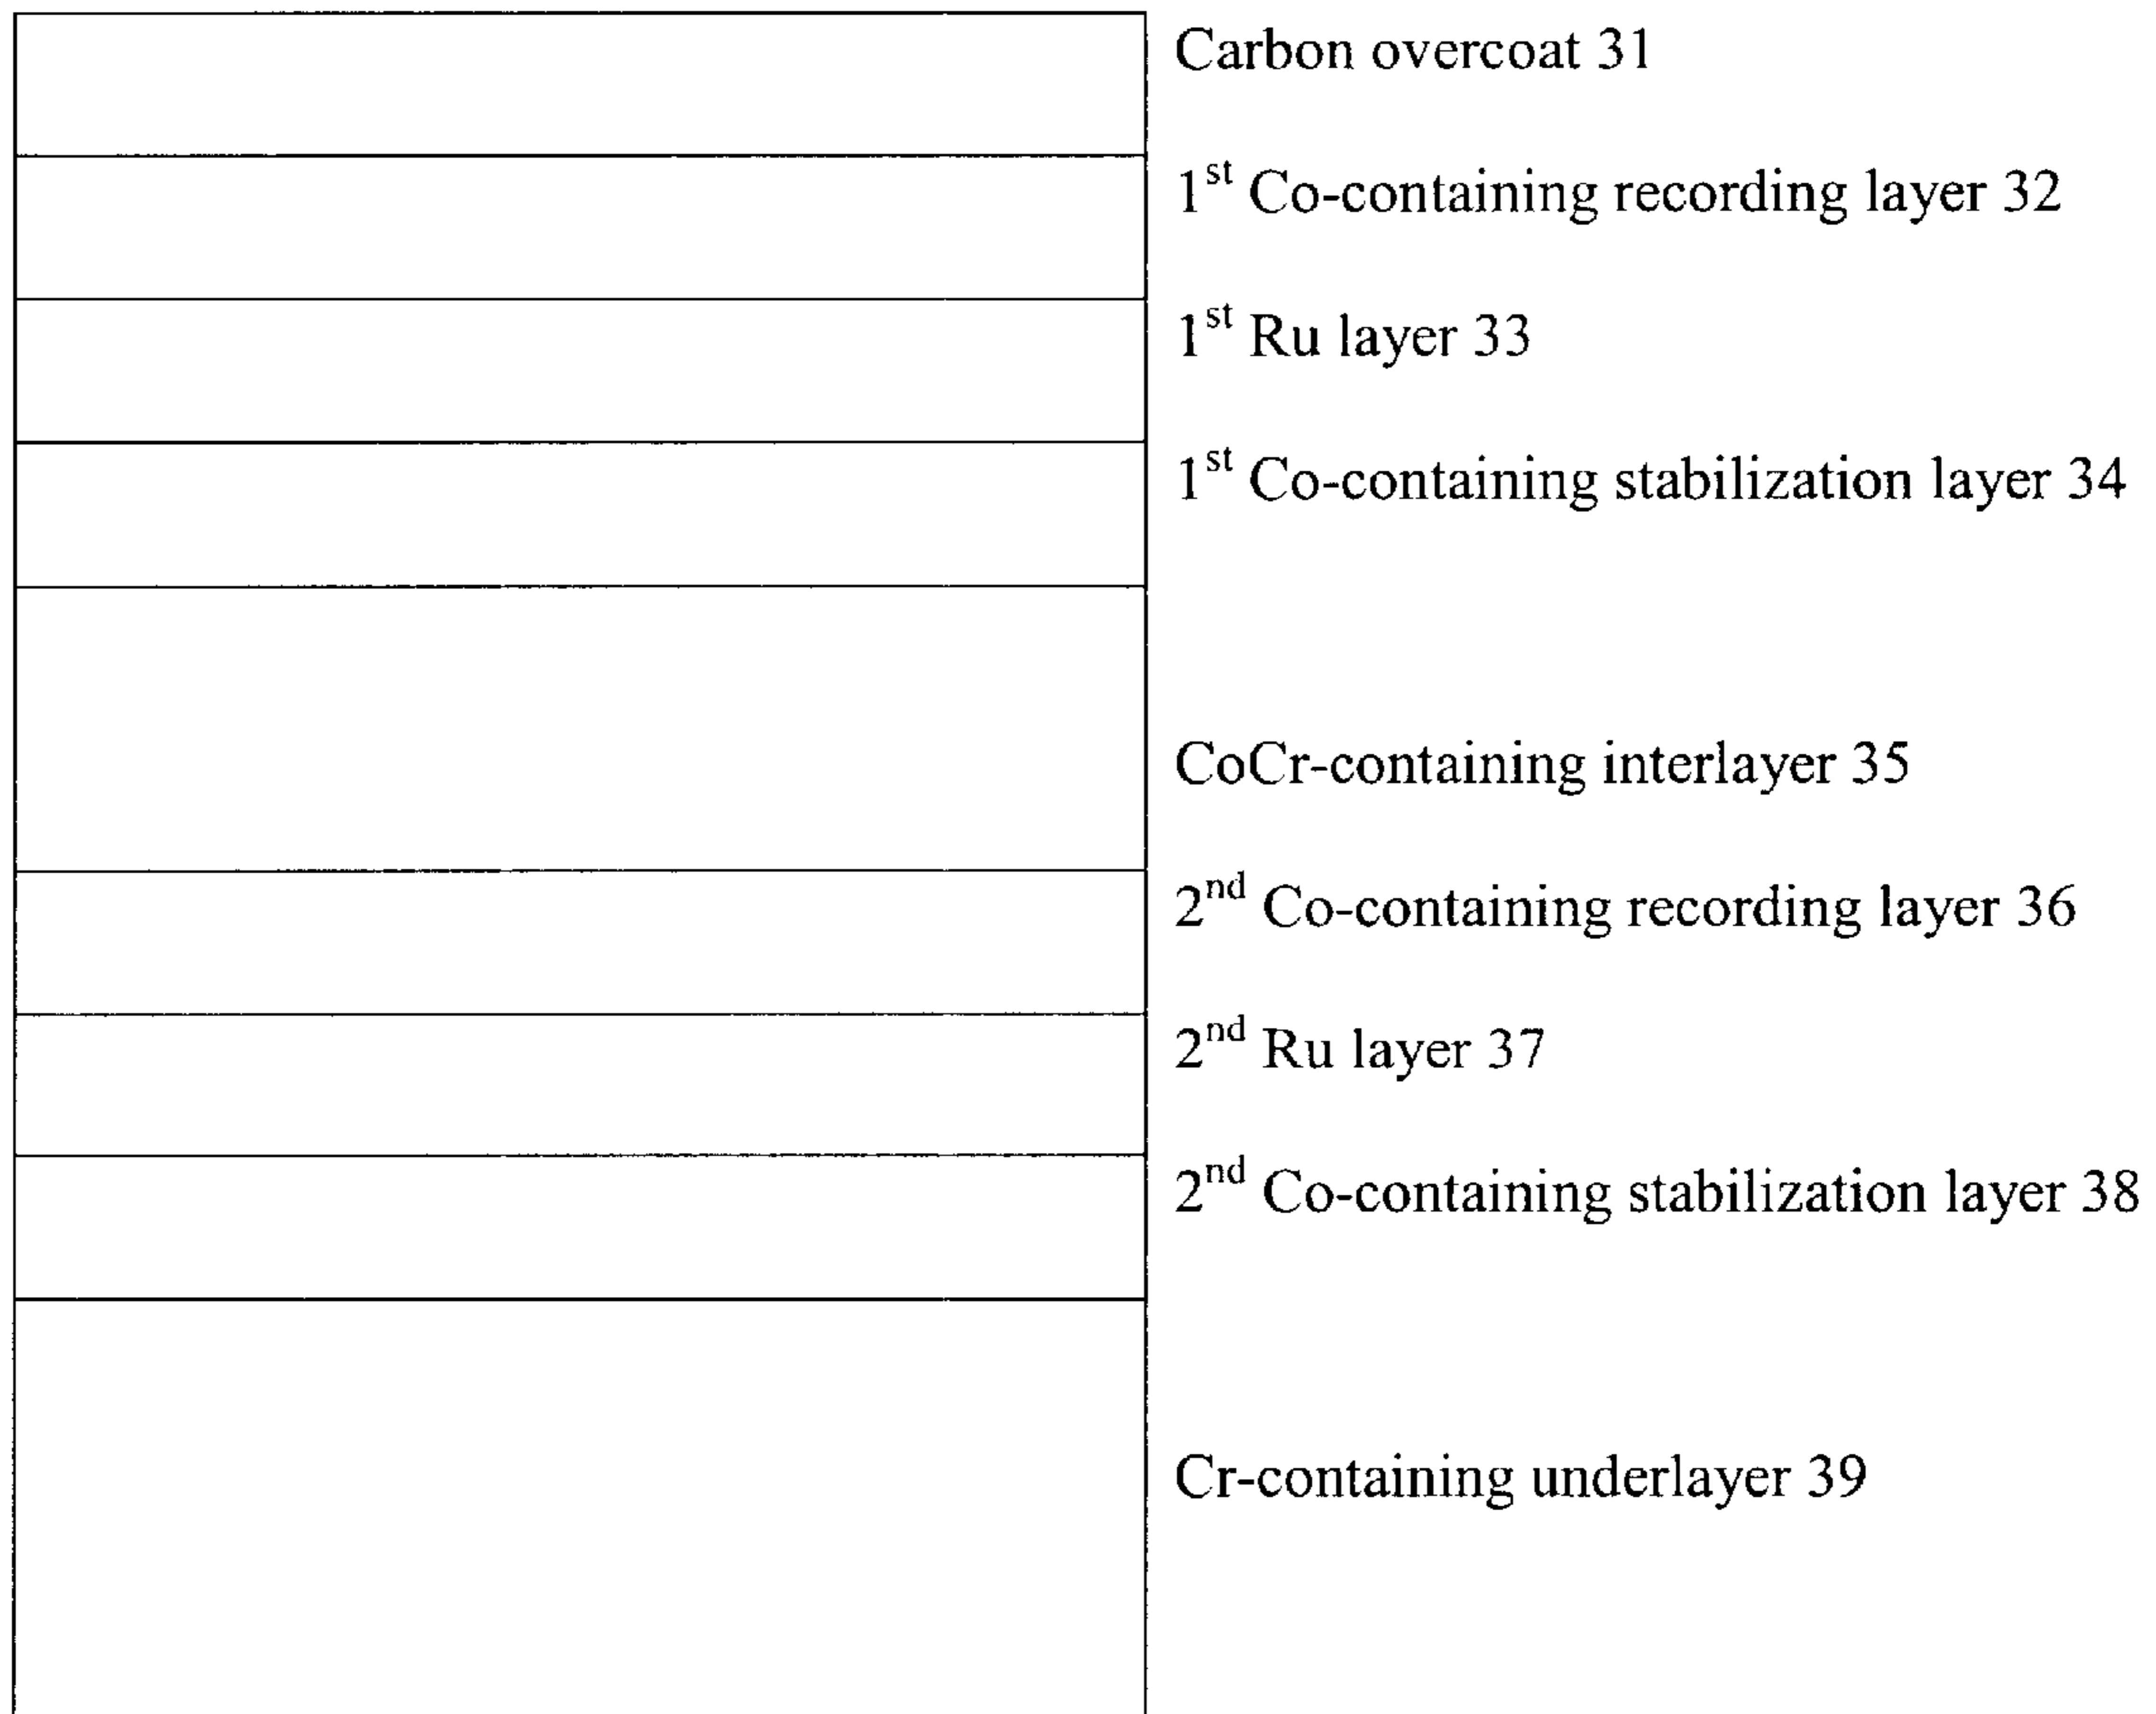 Carbon overcoat 31
1st Co-containing recording layer 32
1st Ru layer 33
1st Co-containing stabilization layer 34
CoCr-containing interlayer 35
2nd Co-containing recording layer 36
2nd Ru layer 37
2nd Co-containing stabilization layer 38
Cr-containing underlayer 39